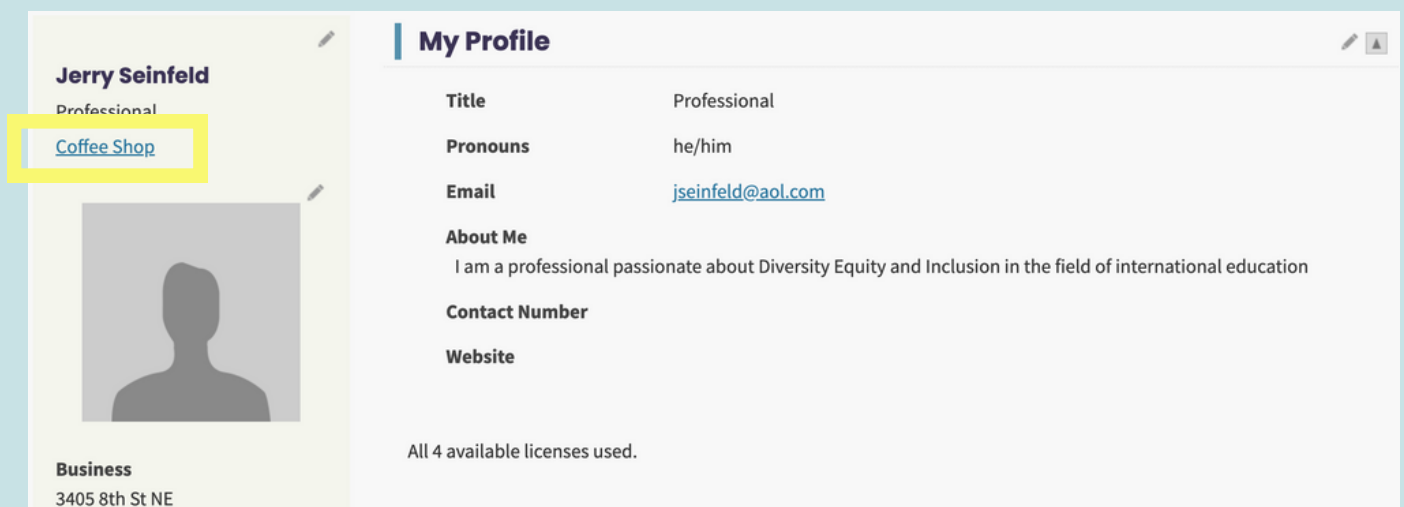 Jerry Seinfeld
Professional
Coffee Shop
Business
3405 8th St NE
My Profile
Title Professional
Pronouns he/him
Email jseinfeld@aol.com
About Me
I am a professional passionate about Diversity Equity and Inclusion in the field of international education
Contact Number
Website
All 4 available licenses used.